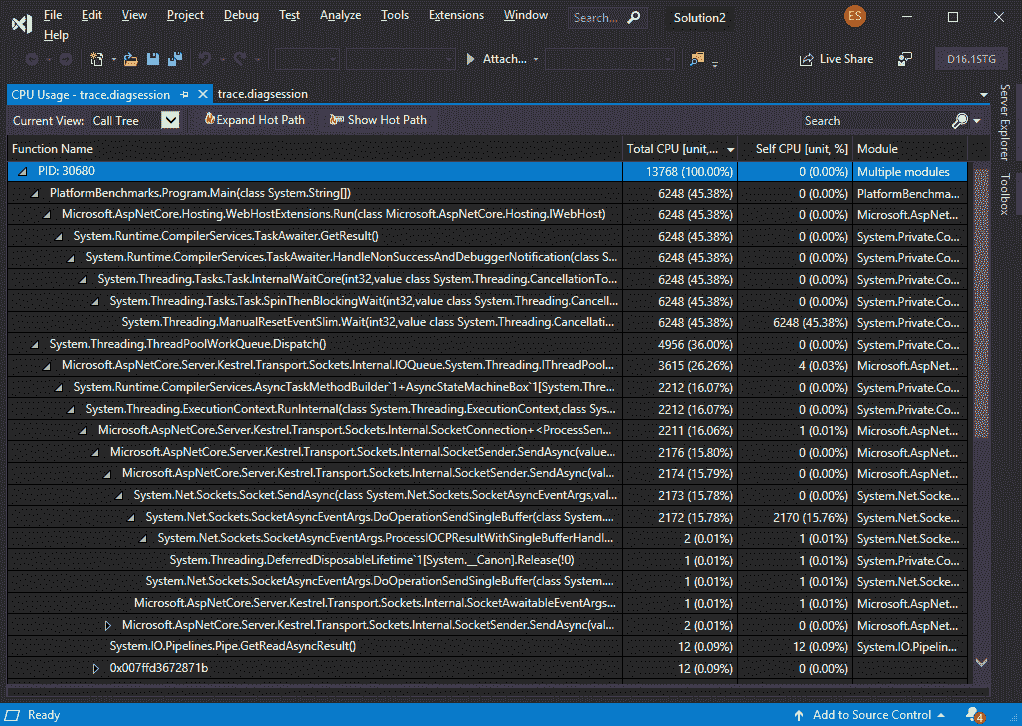 File Edit View Project Debug Test Analyze Tools Extensions Window Search... Solution2 ES
Help
Attach... Live Share D16.1STG
CPU Usage - trace.diagsession trace.diagsession
Current View: Call Tree Expand Hot Path Show Hot Path Search
Server Explorer
Toolbox
Function Name Total CPU [unit,... Self CPU [unit, %] Module
PID: 30680 13768 (100.00%) 0 (0.00%) Multiple modules
PlatformBenchmarks.Program.Main(class System.String[]) 6248 (45.38%) 0 (0.00%) PlatformBenchma...
Microsoft.AspNetCore.Hosting.WebHostExtensions.Run(class Microsoft.AspNetCore.Hosting.IWebHost) 6248 (45.38%) 0 (0.00%) Microsoft.AspNet...
System.Runtime.CompilerServices.TaskAwaiter.GetResult() 6248 (45.38%) 0 (0.00%) System.Private.Co...
System.Runtime.CompilerServices.TaskAwaiter.HandleNonSuccessAndDebuggerNotification(class S... 6248 (45.38%) 0 (0.00%) System.Private.Co...
System.Threading.Tasks.Task.InternalWaitCore(int32,value class System.Threading.CancellationTo... 6248 (45.38%) 0 (0.00%) System.Private.Co...
System.Threading.Tasks.Task.SpinThenBlockingWait(int32,value class System.Threading.Cancell... 6248 (45.38%) 0 (0.00%) System.Private.Co...
System.Threading.ManualResetEventSlim.Wait(int32,value class System.Threading.Cancellati... 6248 (45.38%) 6248 (45.38%) System.Private.Co...
System.Threading.ThreadPoolWorkQueue.Dispatch() 4956 (36.00%) 0 (0.00%) System.Private.Co...
Microsoft.AspNetCore.Server.Kestrel.Transport.Sockets.Internal.IOQueue.System.Threading.IThreadPool... 3615 (26.26%) 4 (0.03%) Microsoft.AspNet...
System.Runtime.CompilerServices.AsyncTaskMethodBuilder`1+AsyncStateMachineBox`1[System.Thre... 2212 (16.07%) 0 (0.00%) System.Private.Co...
System.Threading.ExecutionContext.RunInternal(class System.Threading.ExecutionContext,class Sys... 2212 (16.07%) 0 (0.00%) System.Private.Co...
Microsoft.AspNetCore.Server.Kestrel.Transport.Sockets.Internal.SocketConnection+<ProcessSen... 2211 (16.06%) 1 (0.01%) Microsoft.AspNet...
Microsoft.AspNetCore.Server.Kestrel.Transport.Sockets.Internal.SocketSender.SendAsync(value... 2176 (15.80%) 0 (0.00%) Microsoft.AspNet...
Microsoft.AspNetCore.Server.Kestrel.Transport.Sockets.Internal.SocketSender.SendAsync(val... 2174 (15.79%) 0 (0.00%) Microsoft.AspNet...
System.Net.Sockets.Socket.SendAsync(class System.Net.Sockets.SocketAsyncEventArgs,val... 2173 (15.78%) 0 (0.00%) System.Net.Socke...
System.Net.Sockets.SocketAsyncEventArgs.DoOperationSendSingleBuffer(class System.... 2172 (15.78%) 2170 (15.76%) System.Net.Socke...
System.Net.Sockets.SocketAsyncEventArgs.ProcessIOCPResultWithSingleBufferHandl... 2 (0.01%) 1 (0.01%) System.Net.Socke...
System.Threading.DeferredDisposableLifetime`1[System.__Canon].Release(!0) 1 (0.01%) 1 (0.01%) System.Private.Co...
System.Net.Sockets.SocketAsyncEventArgs.DoOperationSendSingleBuffer(class System.... 1 (0.01%) 1 (0.01%) System.Net.Socke...
Microsoft.AspNetCore.Server.Kestrel.Transport.Sockets.Internal.SocketAwaitableEventArgs... 1 (0.01%) 1 (0.01%) Microsoft.AspNet...
Microsoft.AspNetCore.Server.Kestrel.Transport.Sockets.Internal.SocketSender.SendAsync(val... 2 (0.01%) 0 (0.00%) Microsoft.AspNet...
System.IO.Pipelines.Pipe.GetReadAsyncResult() 12 (0.09%) 12 (0.09%) System.IO.Pipelin...
0x007ffd3672871b 12 (0.09%) 0 (0.00%)
Ready Add to Source Control 4